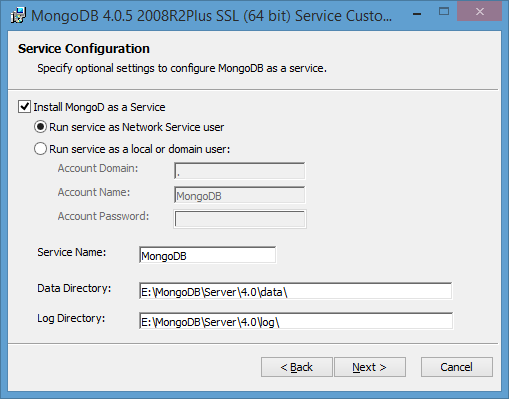 MongoDB 4.0.5 2008R2Plus SSL (64 bit) Service Custo...
Service Configuration
Specify optional settings to configure MongoDB as a service.
Install MongoD as a Service
Run service as Network Service user
Run service as a local or domain user:
Account Domain: .
Account Name: MongoDB
Account Password:
Service Name: MongoDB
Data Directory: E:\MongoDB\Server\4.0\data\
Log Directory: E:\MongoDB\Server\4.0\log\
< Back Next > Cancel